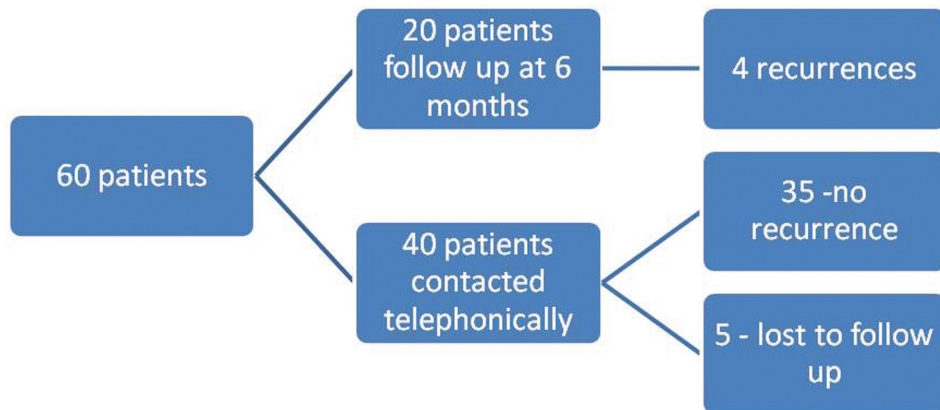 60 patients
20 patients
follow up at 6
months
4 recurrences
40 patients
contacted
telephonically
35 -no
recurrence
5 - lost to follow
up